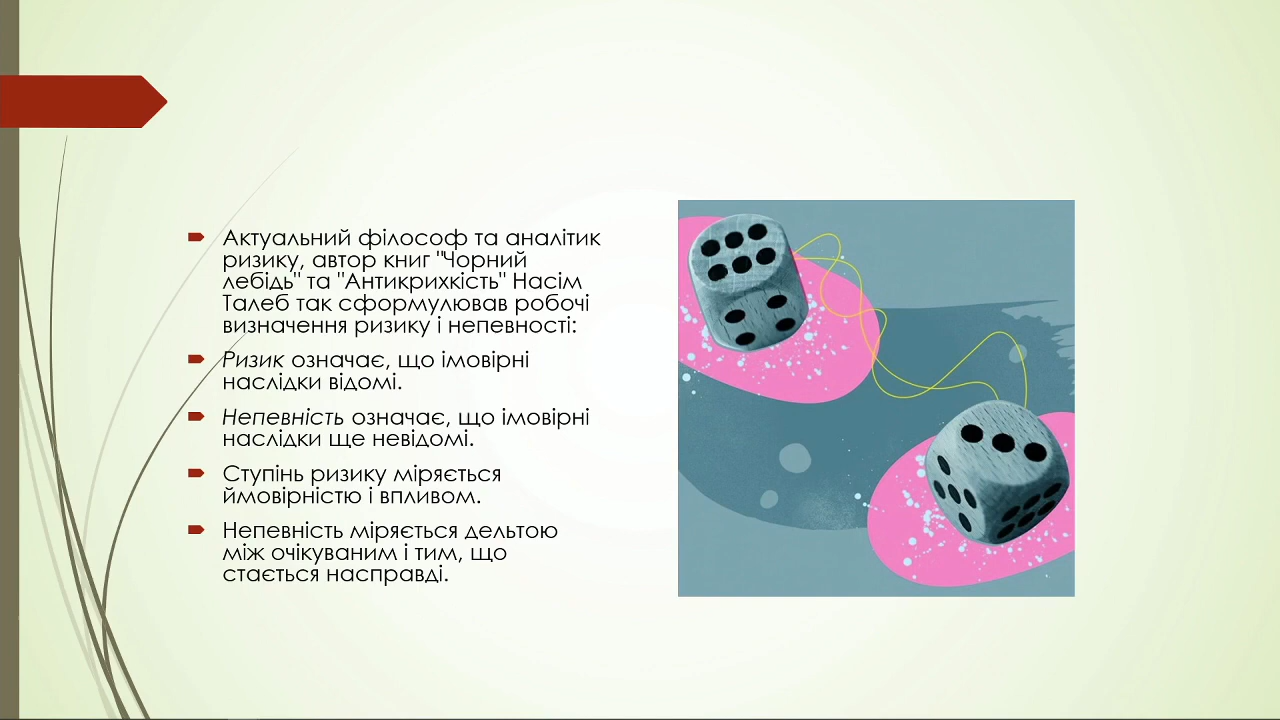 Актуальний філософ та аналітик
ризику, автор книг "Чорний
лебідь" та "Антикрихкість" Насім
Талеб так сформулював робочі
визначення ризику і непевності:
Ризик означає, що імовірні
наслідки відомі.
Непевність означає, що імовірні
наслідки ще невідомі.
Ступінь ризику міряється
ймовірністю і впливом.
Непевність міряється дельтою
між очікуваним і тим, що
стається насправді.